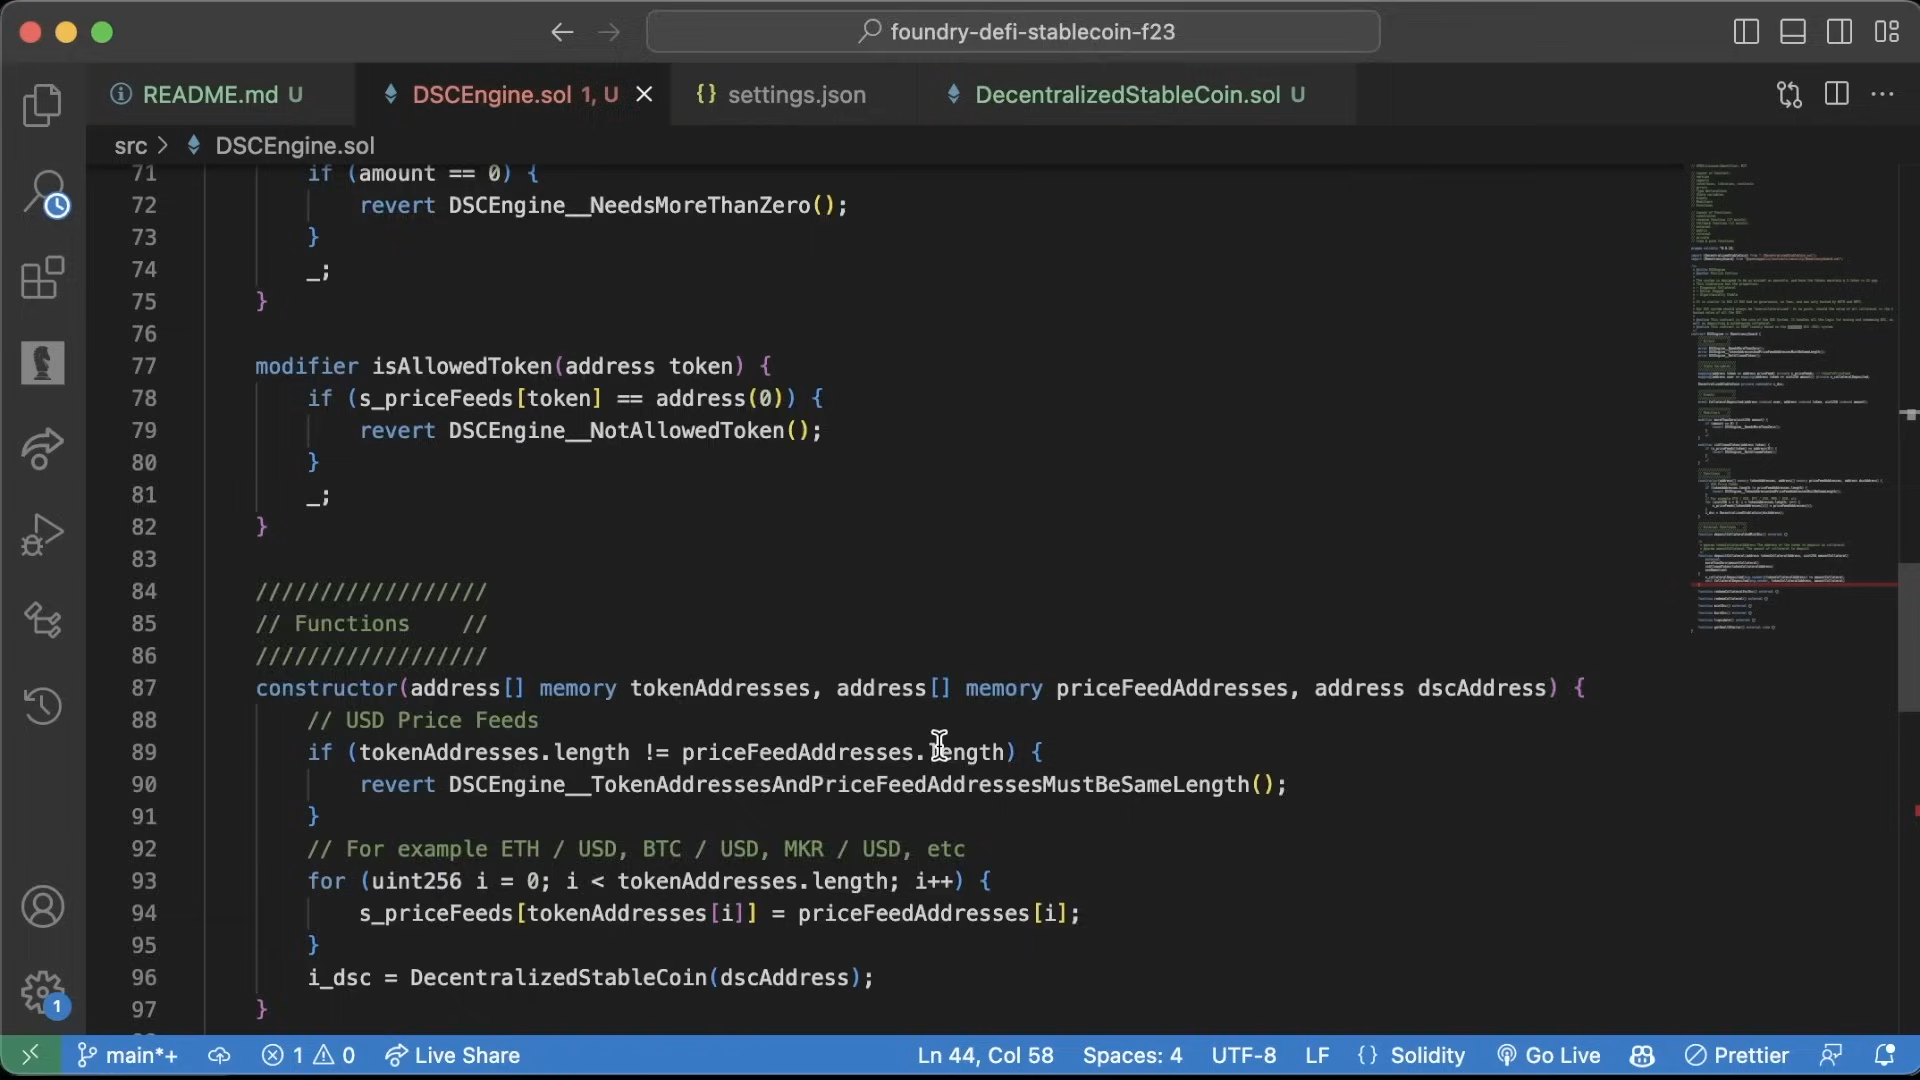 foundry-defi-stablecoin-f23
README.md U
DSCEngine.sol 1, U
settings.json
DecentralizedStableCoin.sol U
src > DSCEngine.sol
71 if (amount == 0) {
72 revert DSCEngine__NeedsMoreThanZero();
73 }
74 _;
75 }
76
77 modifier isAllowedToken(address token) {
78 if (s_priceFeeds[token] == address(0)) {
79 revert DSCEngine__NotAllowedToken();
80 }
81 _;
82 }
83
84 //////////////////
85 // Functions //
86 //////////////////
87 constructor(address[] memory tokenAddresses, address[] memory priceFeedAddresses, address dscAddress) {
88 // USD Price Feeds
89 if (tokenAddresses.length != priceFeedAddresses.length) {
90 revert DSCEngine__TokenAddressesAndPriceFeedAddressesMustBeSameLength();
91 }
92 // For example ETH / USD, BTC / USD, MKR / USD, etc
93 for (uint256 i = 0; i < tokenAddresses.length; i++) {
94 s_priceFeeds[tokenAddresses[i]] = priceFeedAddresses[i];
95 }
96 i_dsc = DecentralizedStableCoin(dscAddress);
97 }
1
main*+ 1 0 Live Share Ln 44, Col 58 Spaces: 4 UTF-8 LF {} Solidity Go Live Prettier